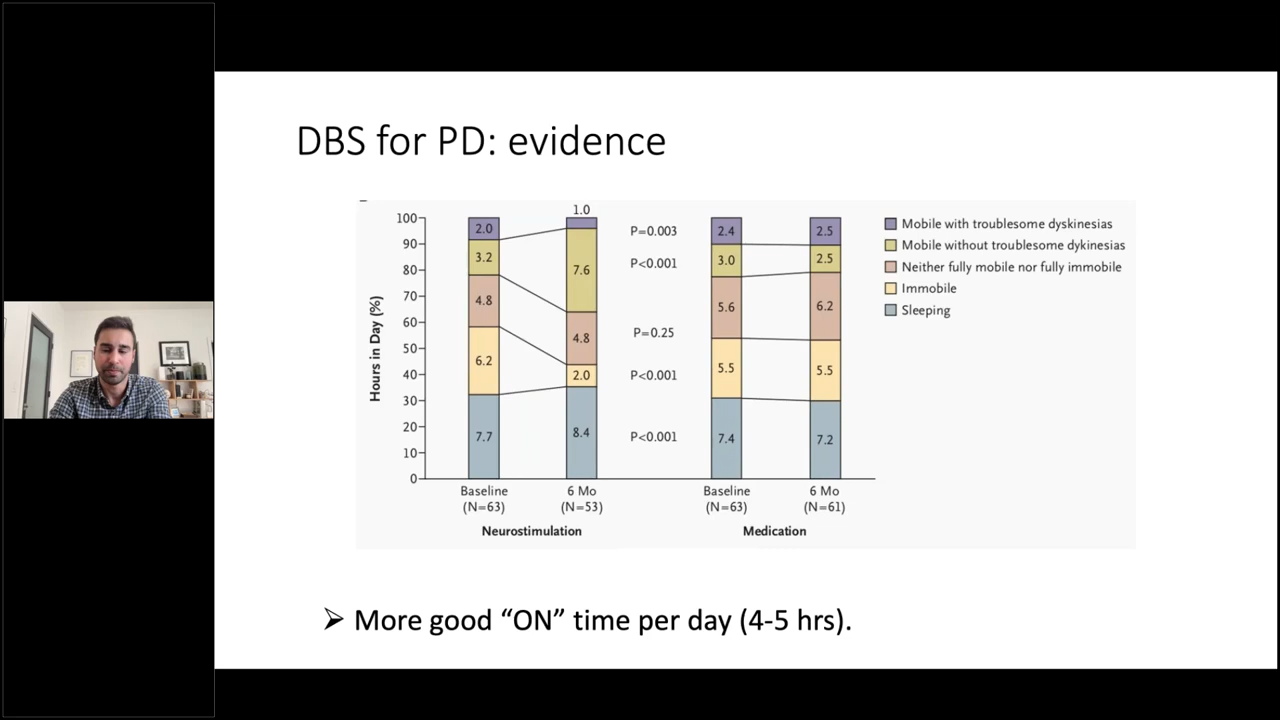 DBS for PD: evidence
1.0
100
90
80
70
60
50
40
30
20
10
0
Hours in Day (%)
2.0
3.2
4.8
6.2
7.7
7.6
4.8
2.0
8.4
P=0.003
P<0.001
P=0.25
P<0.001
P<0.001
2.4
3.0
5.6
5.5
7.4
2.5
2.5
6.2
5.5
7.2
Mobile with troublesome dyskinesias
Mobile without troublesome dykinesias
Neither fully mobile nor fully immobile
Immobile
Sleeping
Baseline
(N=63)
6 Mo
(N=53)
Baseline
(N=63)
6 Mo
(N=61)
Neurostimulation
Medication
➢ More good “ON” time per day (4-5 hrs).